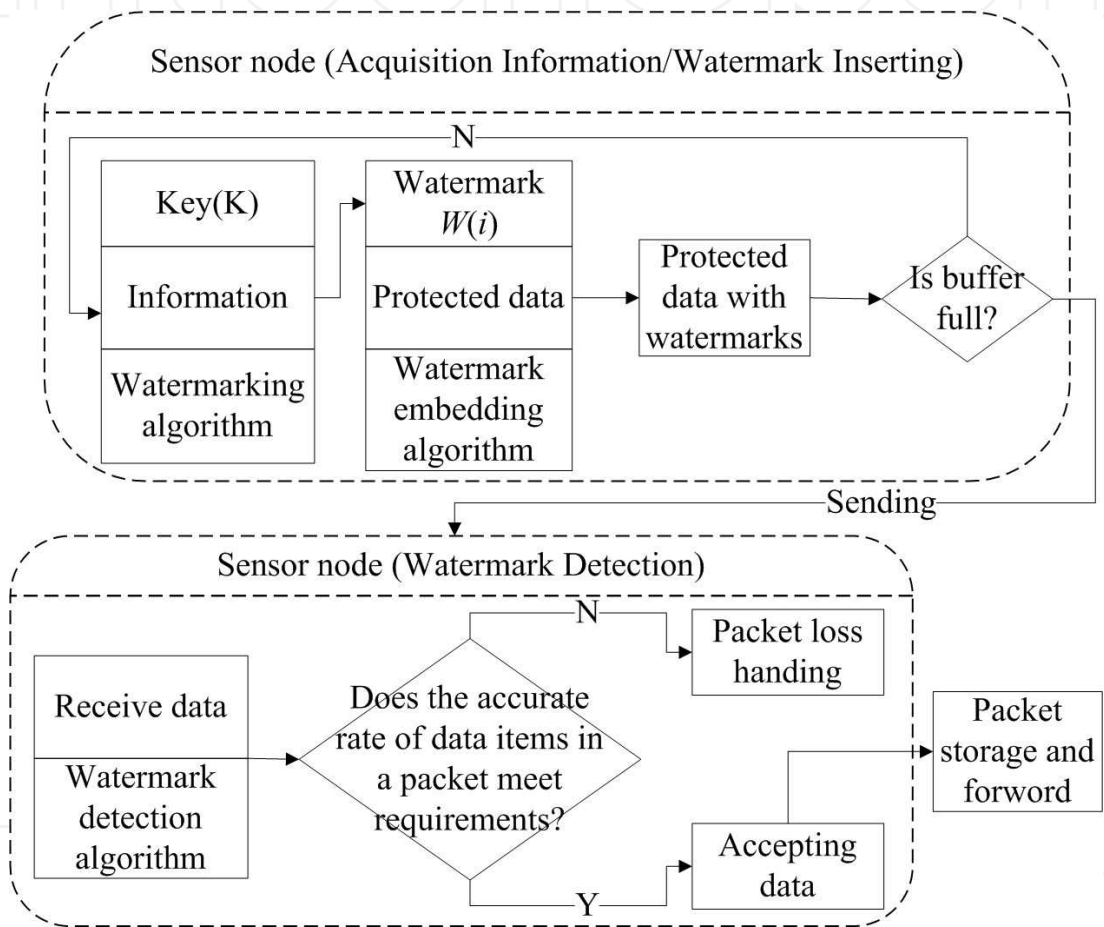 Sensor node (Acquisition Information/Watermark Inserting)
N
Key(K)
Information
Watermarking
algorithm
Watermark
W(i)
Protected data
Watermark
embedding
algorithm
Protected
data with
watermarks
Is buffer
full?
Sending
Sensor node (Watermark Detection)
Receive data
Watermark
detection
algorithm
Does the accurate
rate of data items in
a packet meet
requirements?
N
Packet loss
handing
Y
Accepting
data
Packet
storage and
forword